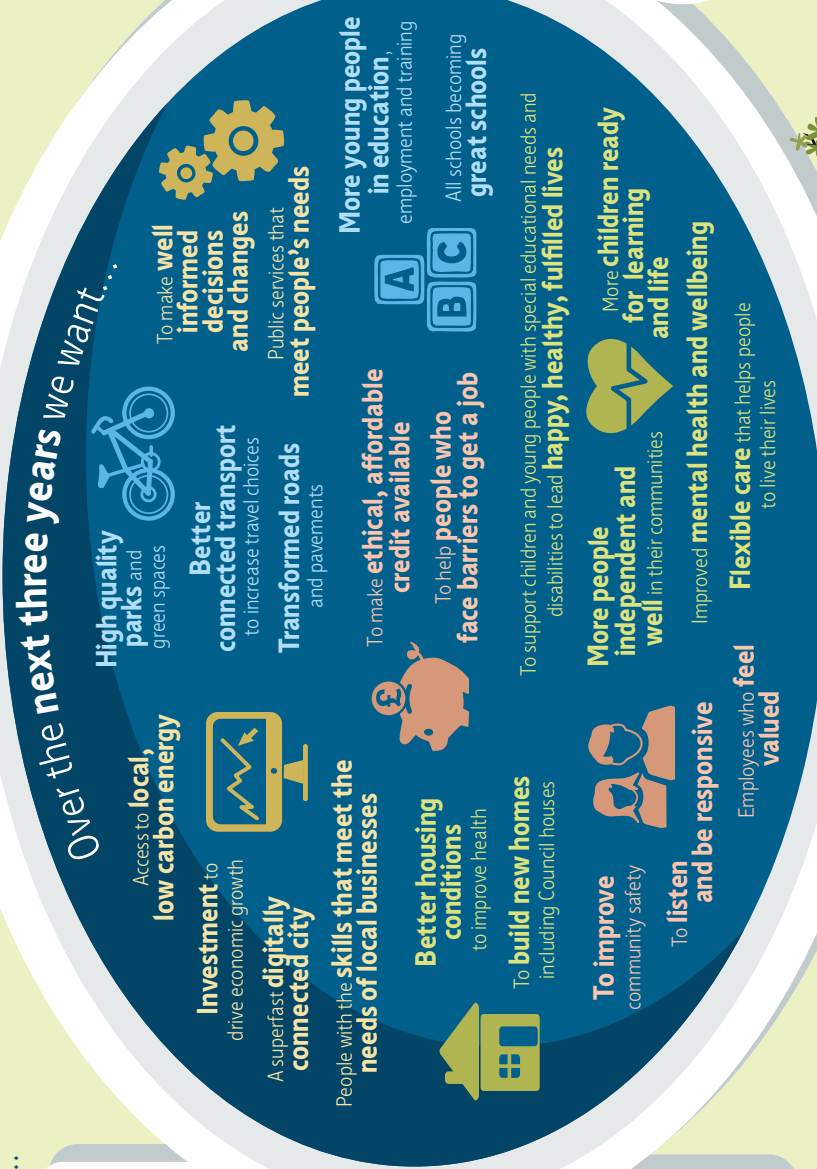 Over the next three years we want...
Access to local,
low carbon energy
Investment to
drive economic growth
A superfast digitally
connected city
People with the skills that meet the
needs of local businesses
High quality
parks and
green spaces
Better
connected transport
to increase travel choices
Transformed roads
and pavements
To make well
informed
decisions
and changes
Public services that
meet people's needs
More young people
in education,
employment and training
All schools becoming
great schools
A
B
C
To make ethical, affordable
credit available
To help people who
face barriers to get a job
£
Better housing
conditions
to improve health
To build new homes
including Council houses
To support children and young people with special educational needs and
disabilities to lead happy, healthy, fulfilled lives
More people
independent and
well in their communities
More children ready
for learning
and life
Improved mental health and wellbeing
Flexible care that helps people
to live their lives
To improve
community safety
To listen
and be responsive
Employees who feel
valued